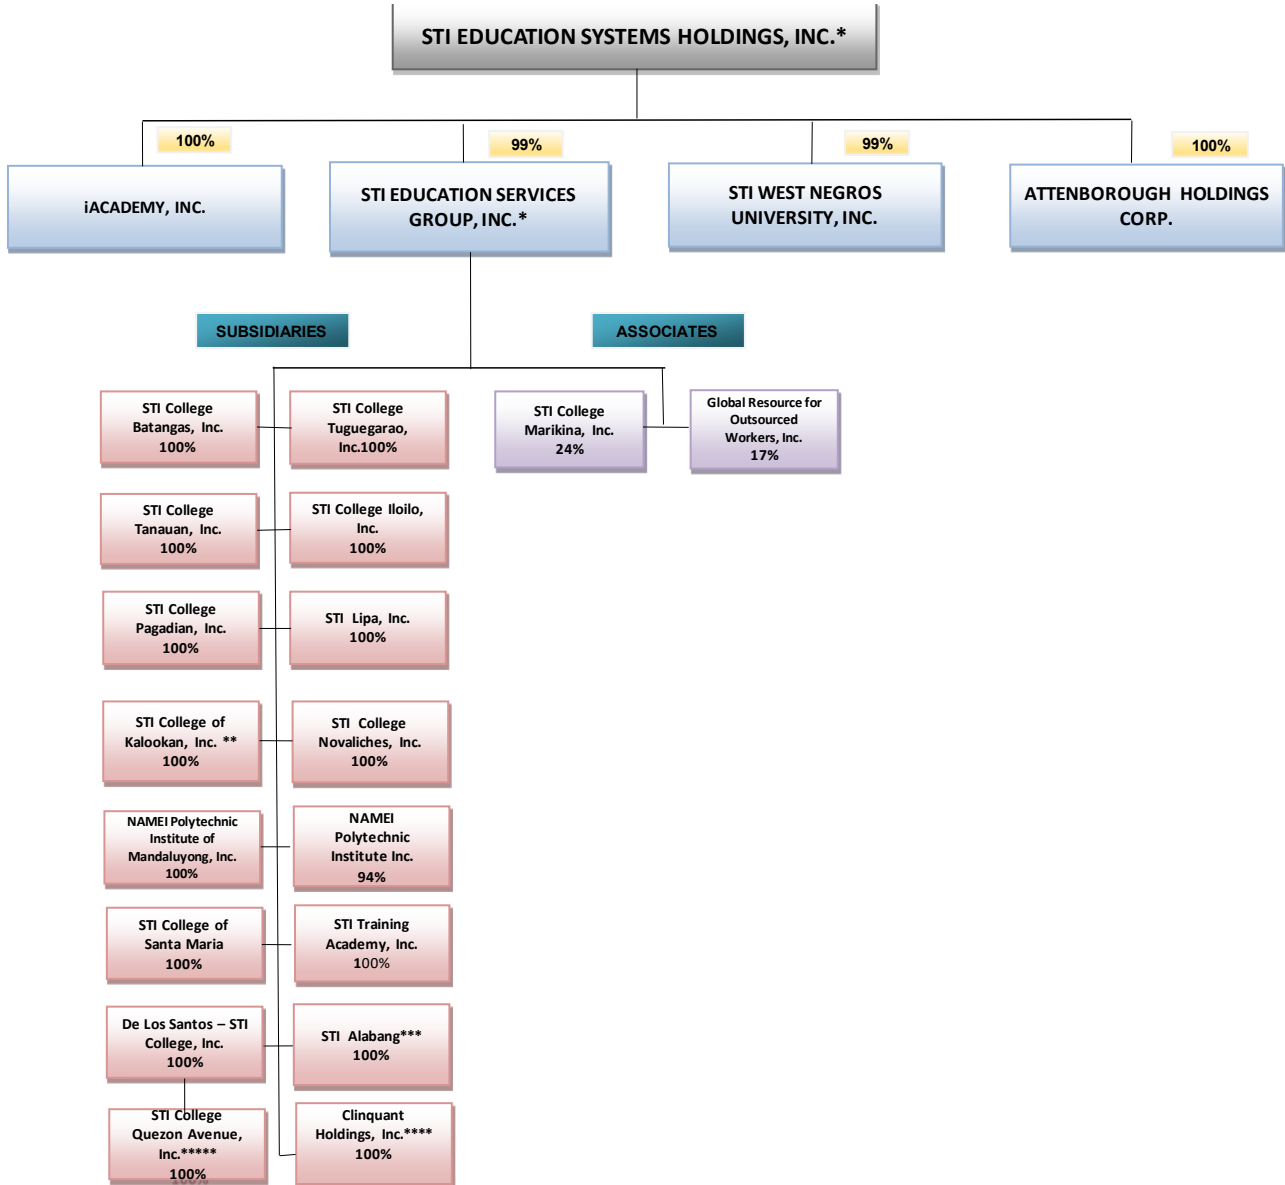 STI EDUCATION SYSTEMS HOLDINGS, INC.*
100%
99%
99%
100%
iACADEMY, INC.
STI EDUCATION SERVICES
GROUP, INC.*
STI WEST NEGROS
UNIVERSITY, INC.
ATTENBOROUGH HOLDINGS
CORP.
SUBSIDIARIES
ASSOCIATES
STI College
Batangas, Inc.
100%
STI College
Tuguegarao,
Inc.100%
STI College
Marikina, Inc.
24%
Global Resource for
Outsourced
Workers, Inc.
17%
STI College
Tanauan, Inc.
100%
STI College Iloilo,
Inc.
100%
STI College
Pagadian, Inc.
100%
STI Lipa, Inc.
100%
STI College of
Kalookan, Inc. **
100%
STI College
Novaliches, Inc.
100%
NAMEI Polytechnic
Institute of
Mandaluyong, Inc.
100%
NAMEI
Polytechnic
Institute Inc.
94%
STI College of
Santa Maria
100%
STI Training
Academy, Inc.
100%
De Los Santos – STI
College, Inc.
100%
STI Alabang***
100%
STI College
Quezon Avenue,
Inc.*****
100%
100%
Clinquant
Holdings, Inc.****
100%